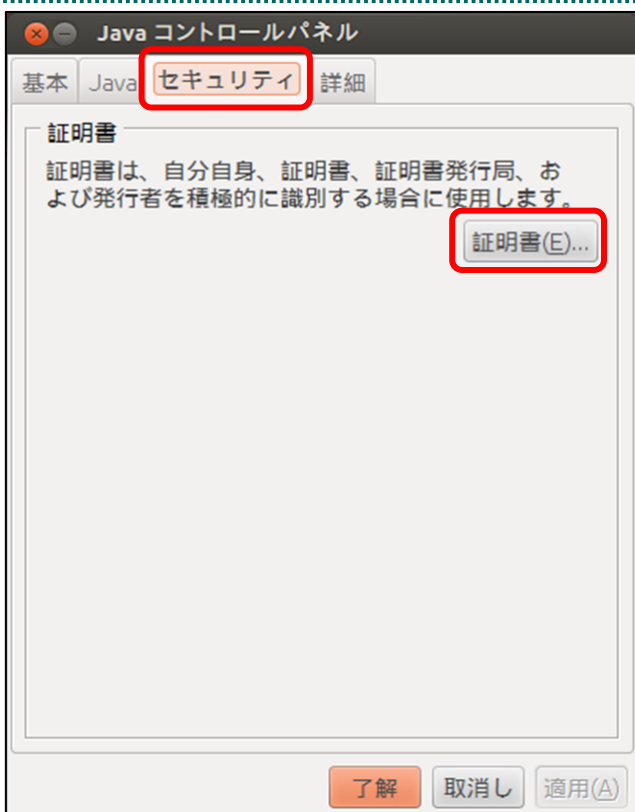 Java コントロールパネル
基本 Java セキュリティ 詳細
証明書
証明書は、自分自身、証明書、証明書発行局、お
よび発行者を積極的に識別する場合に使用します。
証明書(E)...
了解 取消し 適用(A)